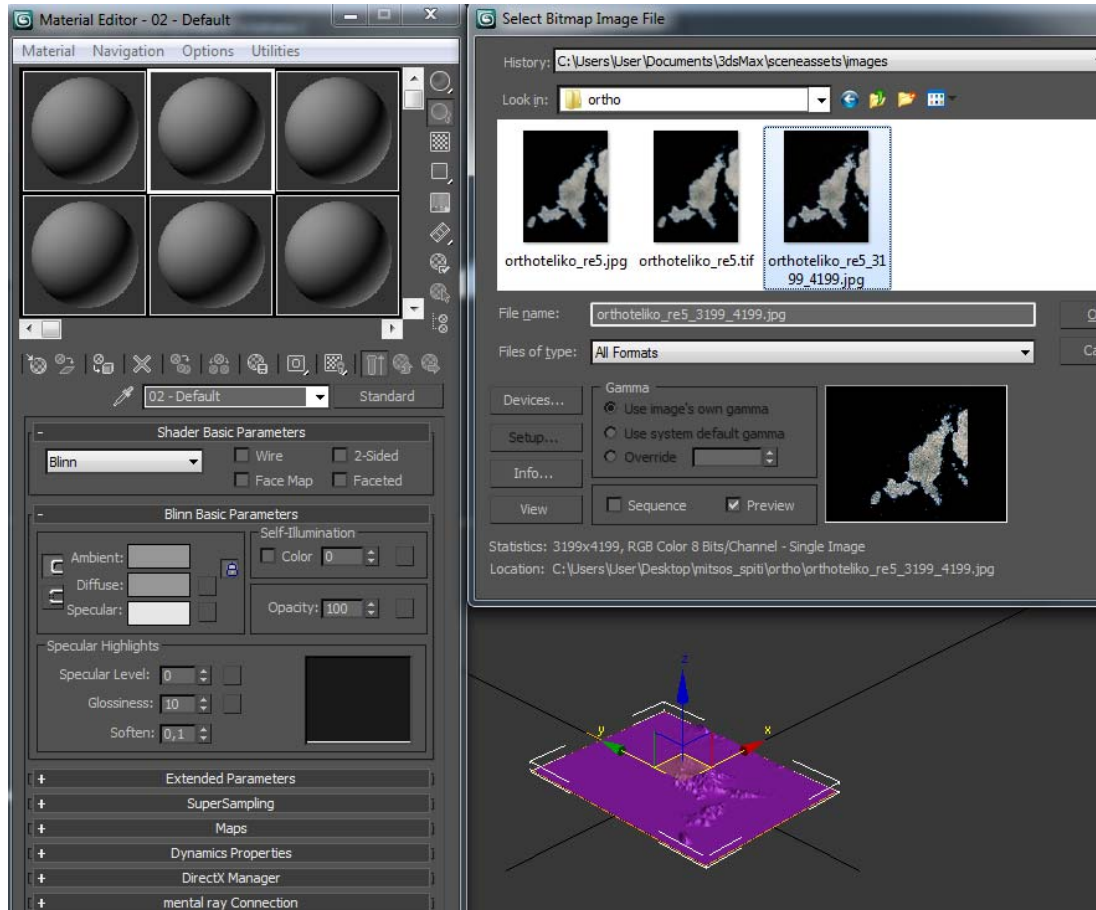 Material Editor - 02 - Default
Material Navigation Options Utilities
02 - Default Standard
Shader Basic Parameters
Blinn
Wire 2-Sided
Face Map Faceted
Blinn Basic Parameters
Self-Illumination
Ambient: Color 0
Diffuse:
Specular: Opacity: 100
Specular Highlights
Specular Level: 0
Glossiness: 10
Soften: 0,1
Extended Parameters
SuperSampling
Maps
Dynamics Properties
DirectX Manager
mental ray Connection
Select Bitmap Image File
History: C:\Users\User\Documents\3dsMax\sceneassets\images
Look in: ortho
orthoteliko_re5.jpg orthoteliko_re5.tif orthoteliko_re5_31
99_4199.jpg
File name: orthoteliko_re5_3199_4199.jpg
Files of type: All Formats
Devices...
Setup...
Info...
View
Gamma
Use image's own gamma
Use system default gamma
Override
Sequence Preview
Statistics: 3199x4199, RGB Color 8 Bits/Channel - Single Image
Location: C:\Users\User\Desktop\mitsos_spiti\ortho\orthoteliko_re5_3199_4199.jpg
z
y x